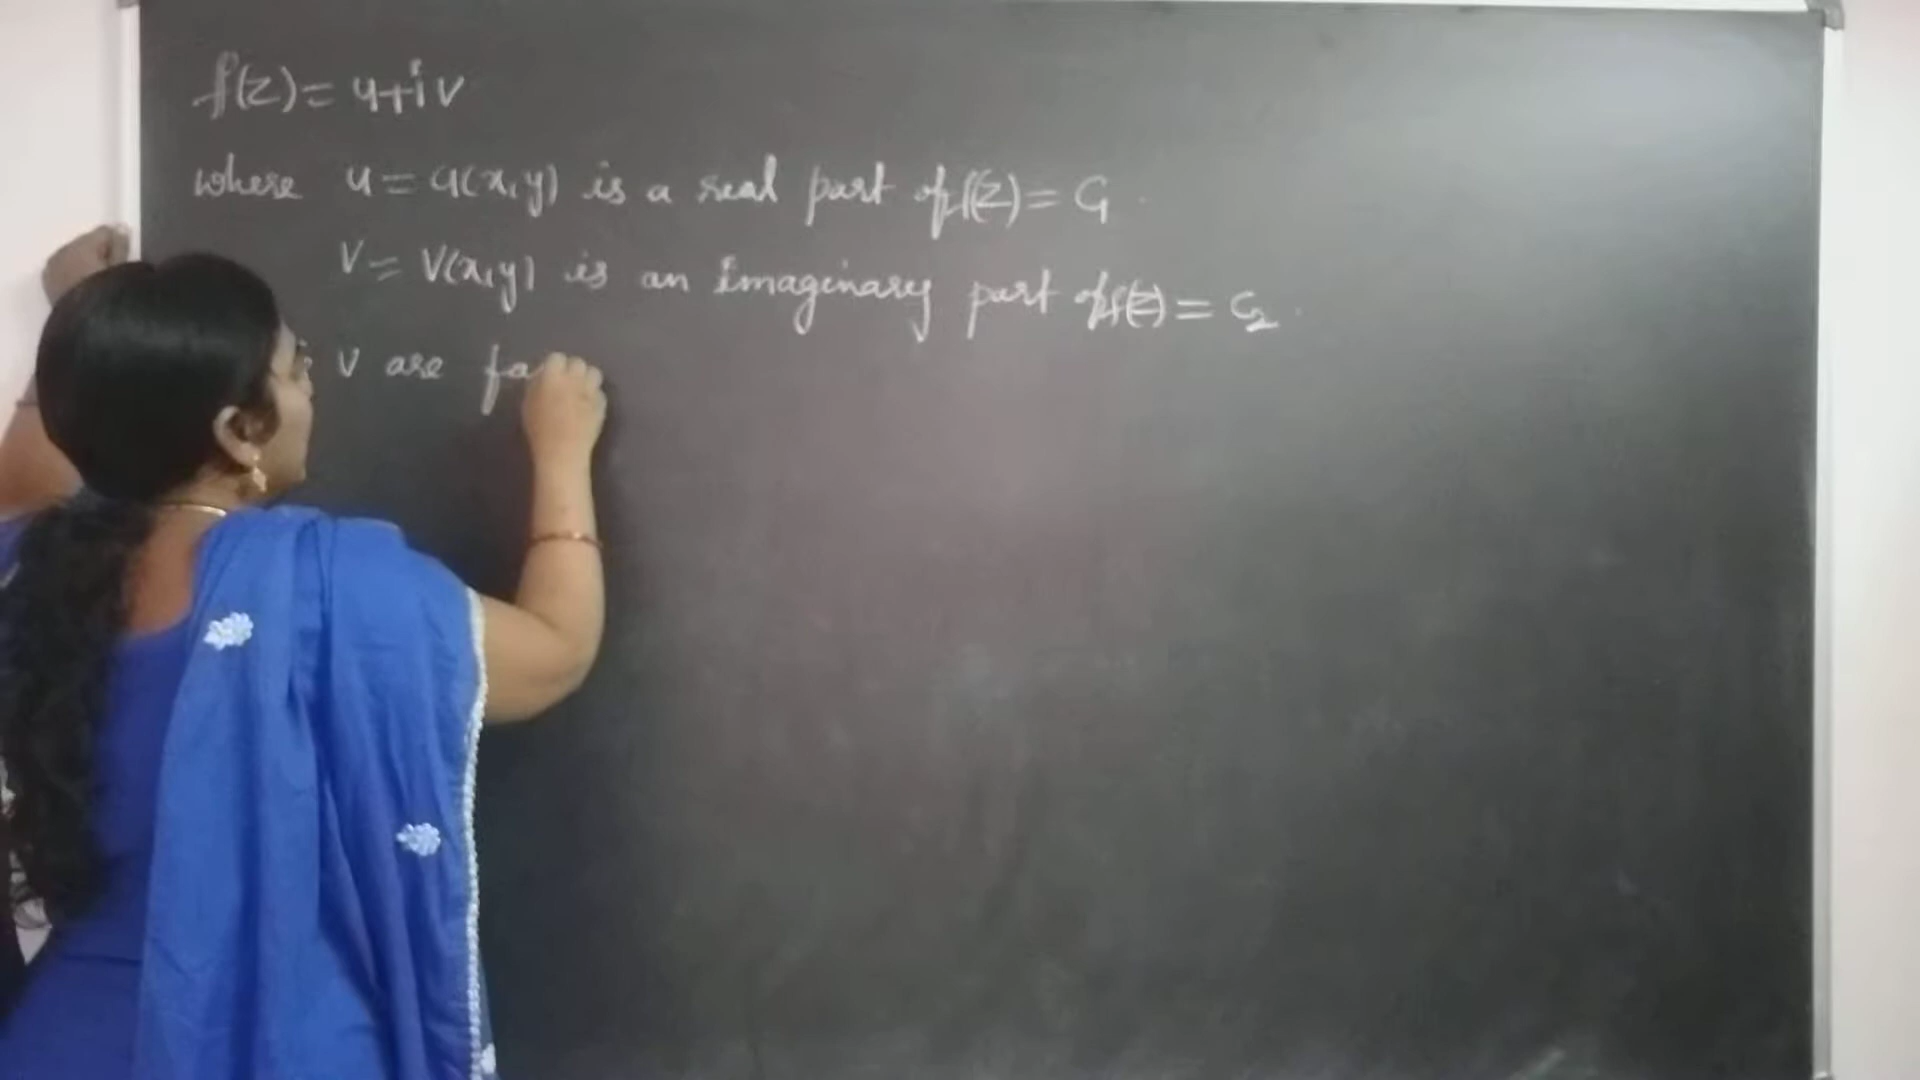 f(z) = u+iv
where u = u(x,y) is a real part of f(z) = C1.
V = V(x,y) is an imaginary part of f(z) = C2.
V are fa